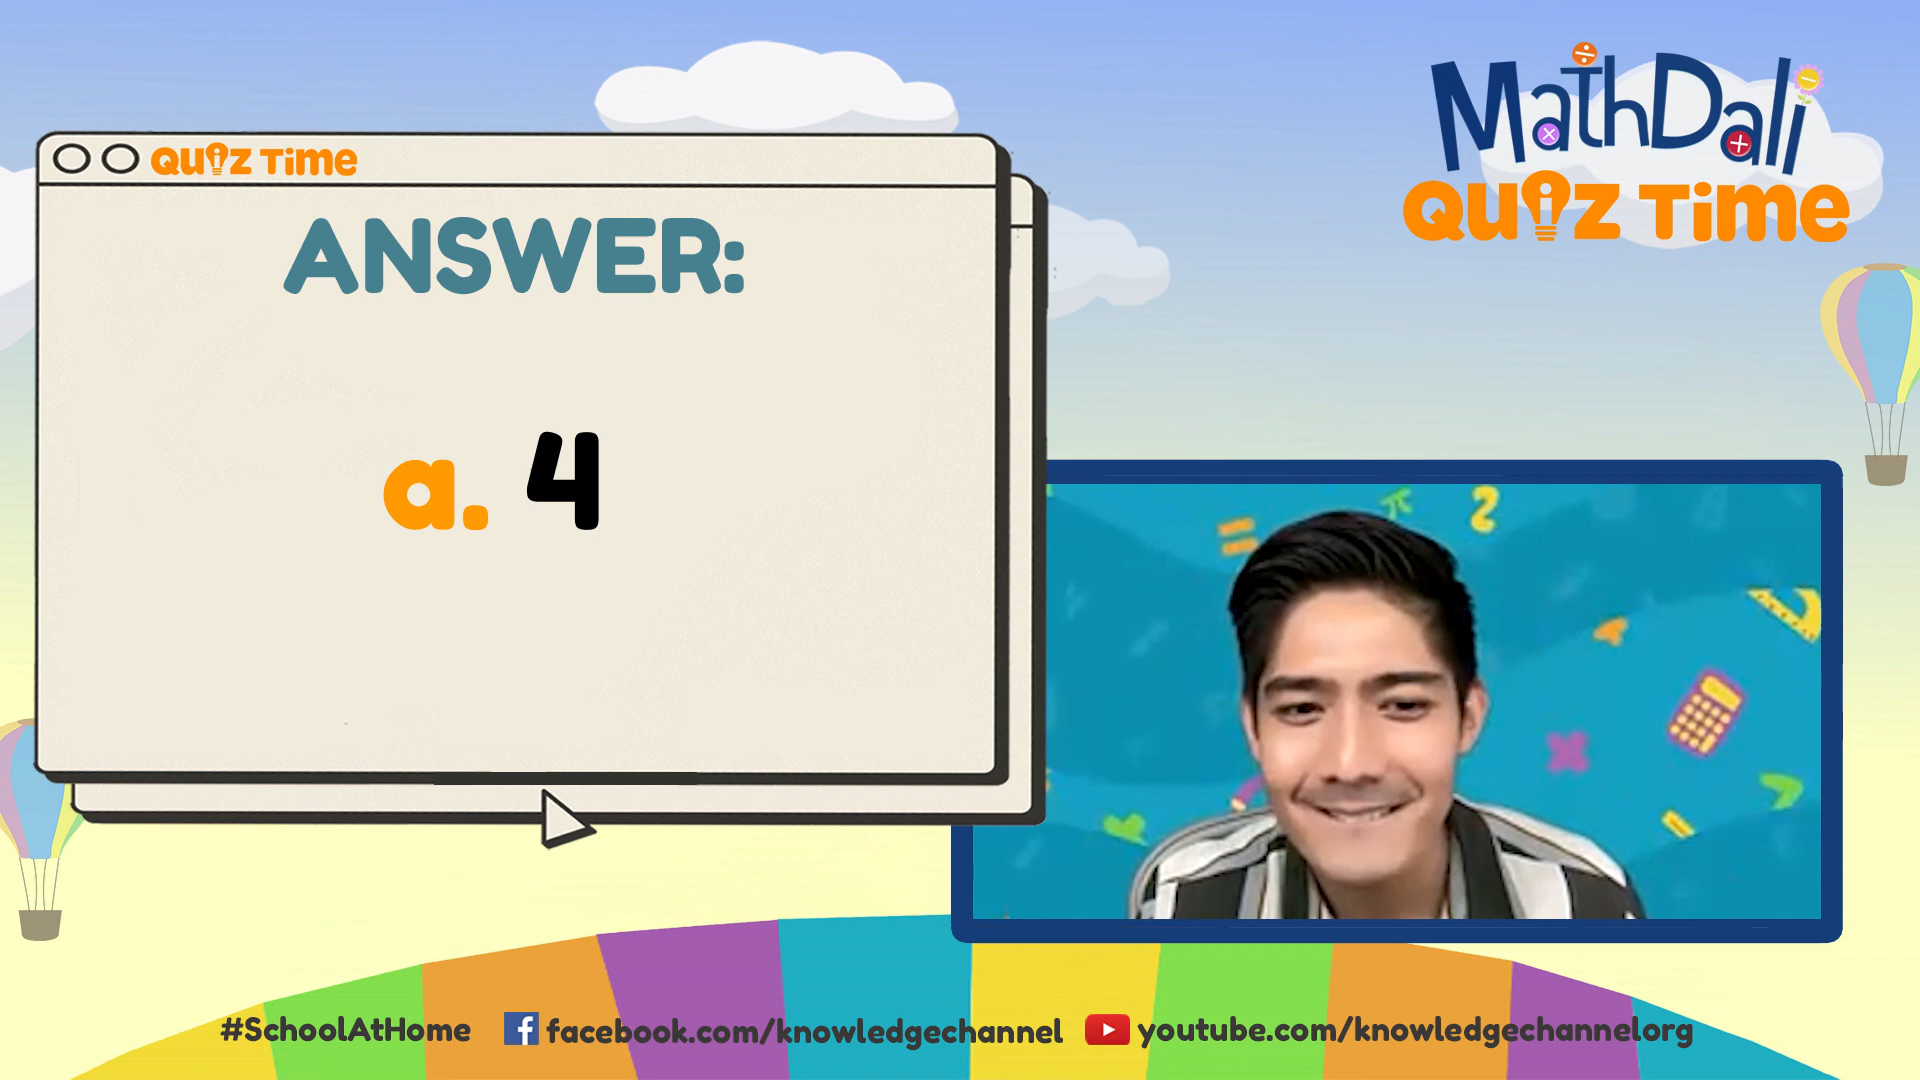 MathDali
QUiZ Time
QUiZ Time
ANSWER:
a. 4
#SchoolAtHome
facebook.com/knowledgechannel
youtube.com/knowledgechannelorg